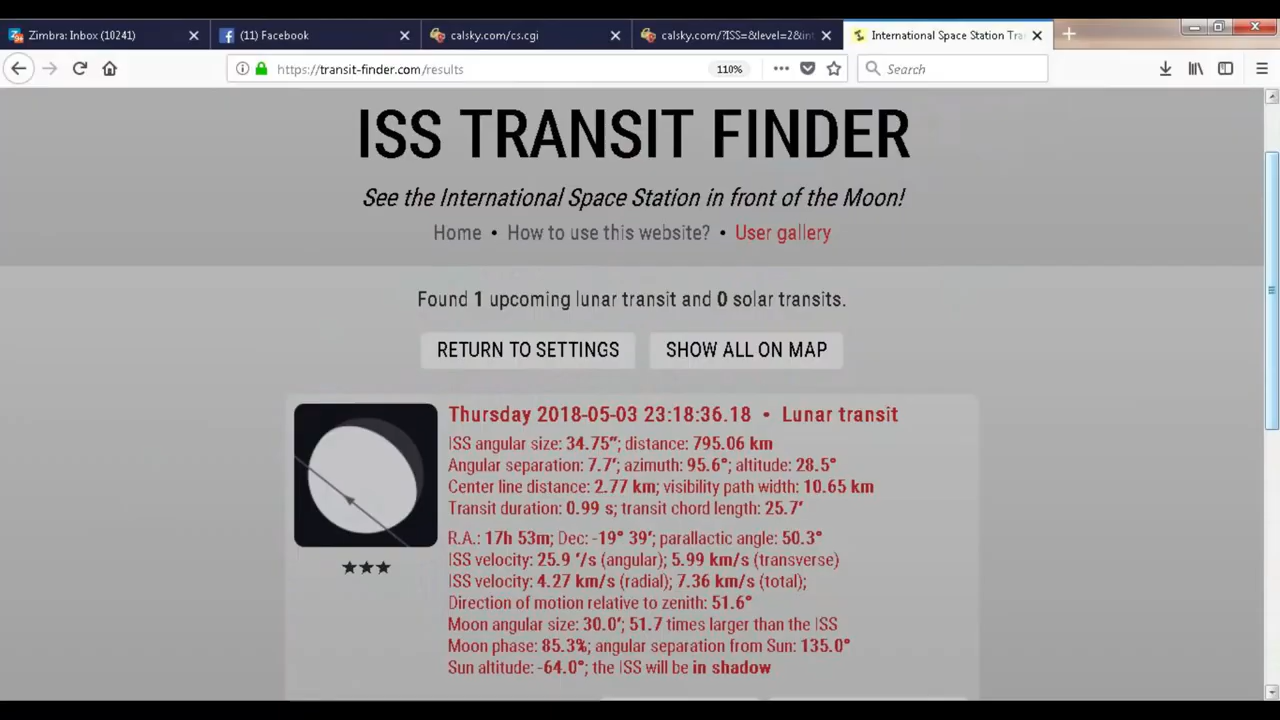 Zimbra: Inbox (10241)
(11) Facebook
calsky.com/cs.cgi
calsky.com/?ISS=&level=2&int
International Space Station Tra
https://transit-finder.com/results
110%
Search
ISS TRANSIT FINDER
See the International Space Station in front of the Moon!
Home • How to use this website? • User gallery
Found 1 upcoming lunar transit and 0 solar transits.
RETURN TO SETTINGS
SHOW ALL ON MAP
Thursday 2018-05-03 23:18:36.18 • Lunar transit
ISS angular size: 34.75″; distance: 795.06 km
Angular separation: 7.7′; azimuth: 95.6°; altitude: 28.5°
Center line distance: 2.77 km; visibility path width: 10.65 km
Transit duration: 0.99 s; transit chord length: 25.7′
R.A.: 17h 53m; Dec: -19° 39′; parallactic angle: 50.3°
ISS velocity: 25.9 ′/s (angular); 5.99 km/s (transverse)
ISS velocity: 4.27 km/s (radial); 7.36 km/s (total);
Direction of motion relative to zenith: 51.6°
Moon angular size: 30.0′; 51.7 times larger than the ISS
Moon phase: 85.3%; angular separation from Sun: 135.0°
Sun altitude: -64.0°; the ISS will be in shadow